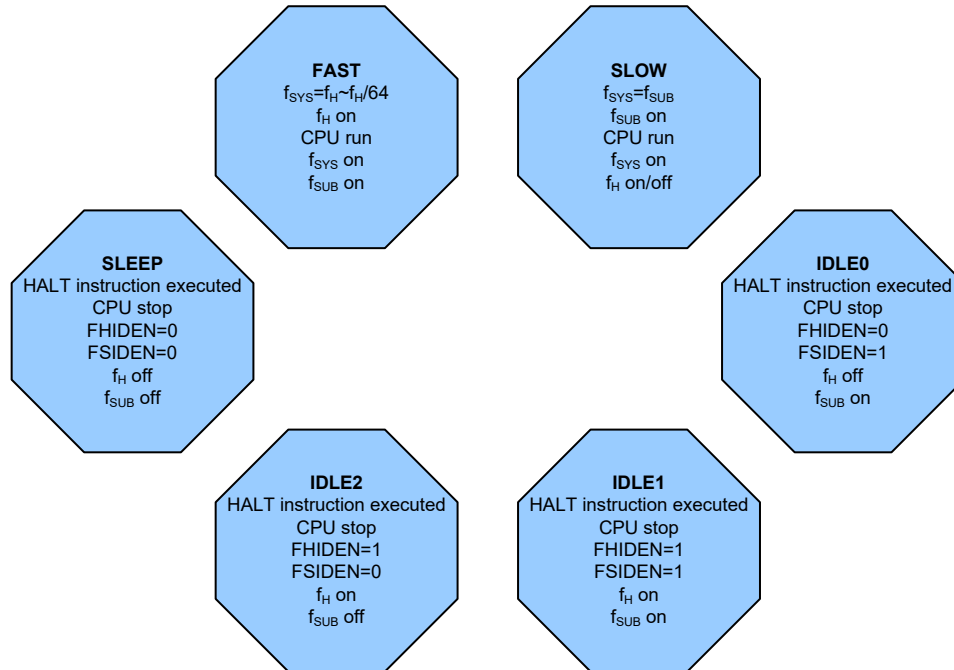 FAST
fSYS=fH~fH/64
fH on
CPU run
fSYS on
fSUB on
SLOW
fSYS=fSUB
fSUB on
CPU run
fSYS on
fH on/off
SLEEP
HALT instruction executed
CPU stop
FHIDEN=0
FSIDEN=0
fH off
fSUB off
IDLE0
HALT instruction executed
CPU stop
FHIDEN=0
FSIDEN=1
fH off
fSUB on
IDLE2
HALT instruction executed
CPU stop
FHIDEN=1
FSIDEN=0
fH on
fSUB off
IDLE1
HALT instruction executed
CPU stop
FHIDEN=1
FSIDEN=1
fH on
fSUB on